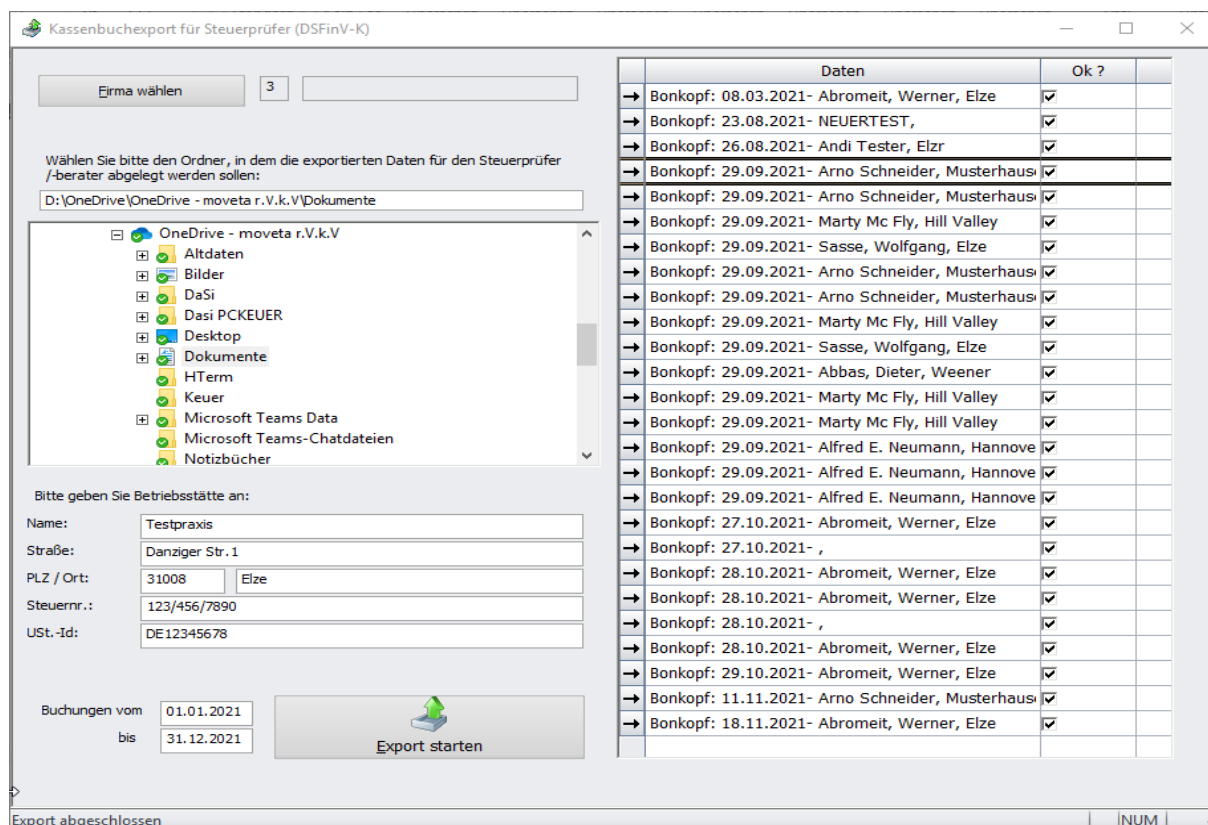 Kassenbuchexport für Steuerprüfer (DSFinV-K)
Firma wählen
3
Wählen Sie bitte den Ordner, in dem die exportierten Daten für den Steuerprüfer
/-berater abgelegt werden sollen:
D:\OneDrive\OneDrive - moveta r.V.k.V\Dokumente
OneDrive - moveta r.V.k.V
Altdaten
Bilder
DaSi
Dasi PCKEUER
Desktop
Dokumente
HTerm
Keuer
Microsoft Teams Data
Microsoft Teams-Chatdateien
Notizbücher
Bitte geben Sie Betriebsstätte an:
Name: Testpraxis
Straße: Danziger Str.1
PLZ / Ort: 31008 Elze
Steuernr.: 123/456/7890
USt.-Id: DE12345678
Buchungen vom 01.01.2021
bis 31.12.2021
Export starten
Daten Ok ?
Bonkopf: 08.03.2021- Abromeit, Werner, Elze
Bonkopf: 23.08.2021- NEUERTEST,
Bonkopf: 26.08.2021- Andi Tester, Elzr
Bonkopf: 29.09.2021- Arno Schneider, Musterhaus
Bonkopf: 29.09.2021- Arno Schneider, Musterhaus
Bonkopf: 29.09.2021- Marty Mc Fly, Hill Valley
Bonkopf: 29.09.2021- Sasse, Wolfgang, Elze
Bonkopf: 29.09.2021- Arno Schneider, Musterhaus
Bonkopf: 29.09.2021- Arno Schneider, Musterhaus
Bonkopf: 29.09.2021- Marty Mc Fly, Hill Valley
Bonkopf: 29.09.2021- Sasse, Wolfgang, Elze
Bonkopf: 29.09.2021- Abbas, Dieter, Weener
Bonkopf: 29.09.2021- Marty Mc Fly, Hill Valley
Bonkopf: 29.09.2021- Marty Mc Fly, Hill Valley
Bonkopf: 29.09.2021- Alfred E. Neumann, Hannove
Bonkopf: 29.09.2021- Alfred E. Neumann, Hannove
Bonkopf: 29.09.2021- Alfred E. Neumann, Hannove
Bonkopf: 27.10.2021- Abromeit, Werner, Elze
Bonkopf: 27.10.2021- ,
Bonkopf: 28.10.2021- Abromeit, Werner, Elze
Bonkopf: 28.10.2021- Abromeit, Werner, Elze
Bonkopf: 28.10.2021- ,
Bonkopf: 28.10.2021- Abromeit, Werner, Elze
Bonkopf: 29.10.2021- Abromeit, Werner, Elze
Bonkopf: 11.11.2021- Arno Schneider, Musterhaus
Bonkopf: 18.11.2021- Abromeit, Werner, Elze
Export abgeschlossen
NUM